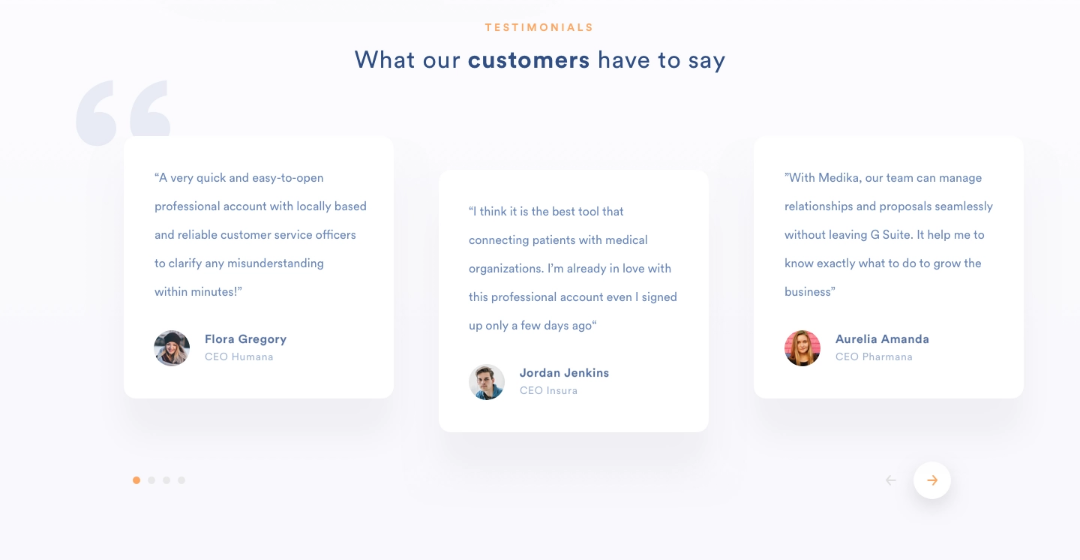 TESTIMONIALS
What our customers have to say
“A very quick and easy-to-open
professional account with locally based
and reliable customer service officers
to clarify any misunderstanding
within minutes!”
Flora Gregory
CEO Humana
“I think it is the best tool that
connecting patients with medical
organizations. I'm already in love with
this professional account even I signed
up only a few days ago“
Jordan Jenkins
CEO Insura
”With Medika, our team can manage
relationships and proposals seamlessly
without leaving G Suite. It help me to
know exactly what to do to grow the
business”
Aurelia Amanda
CEO Pharmana